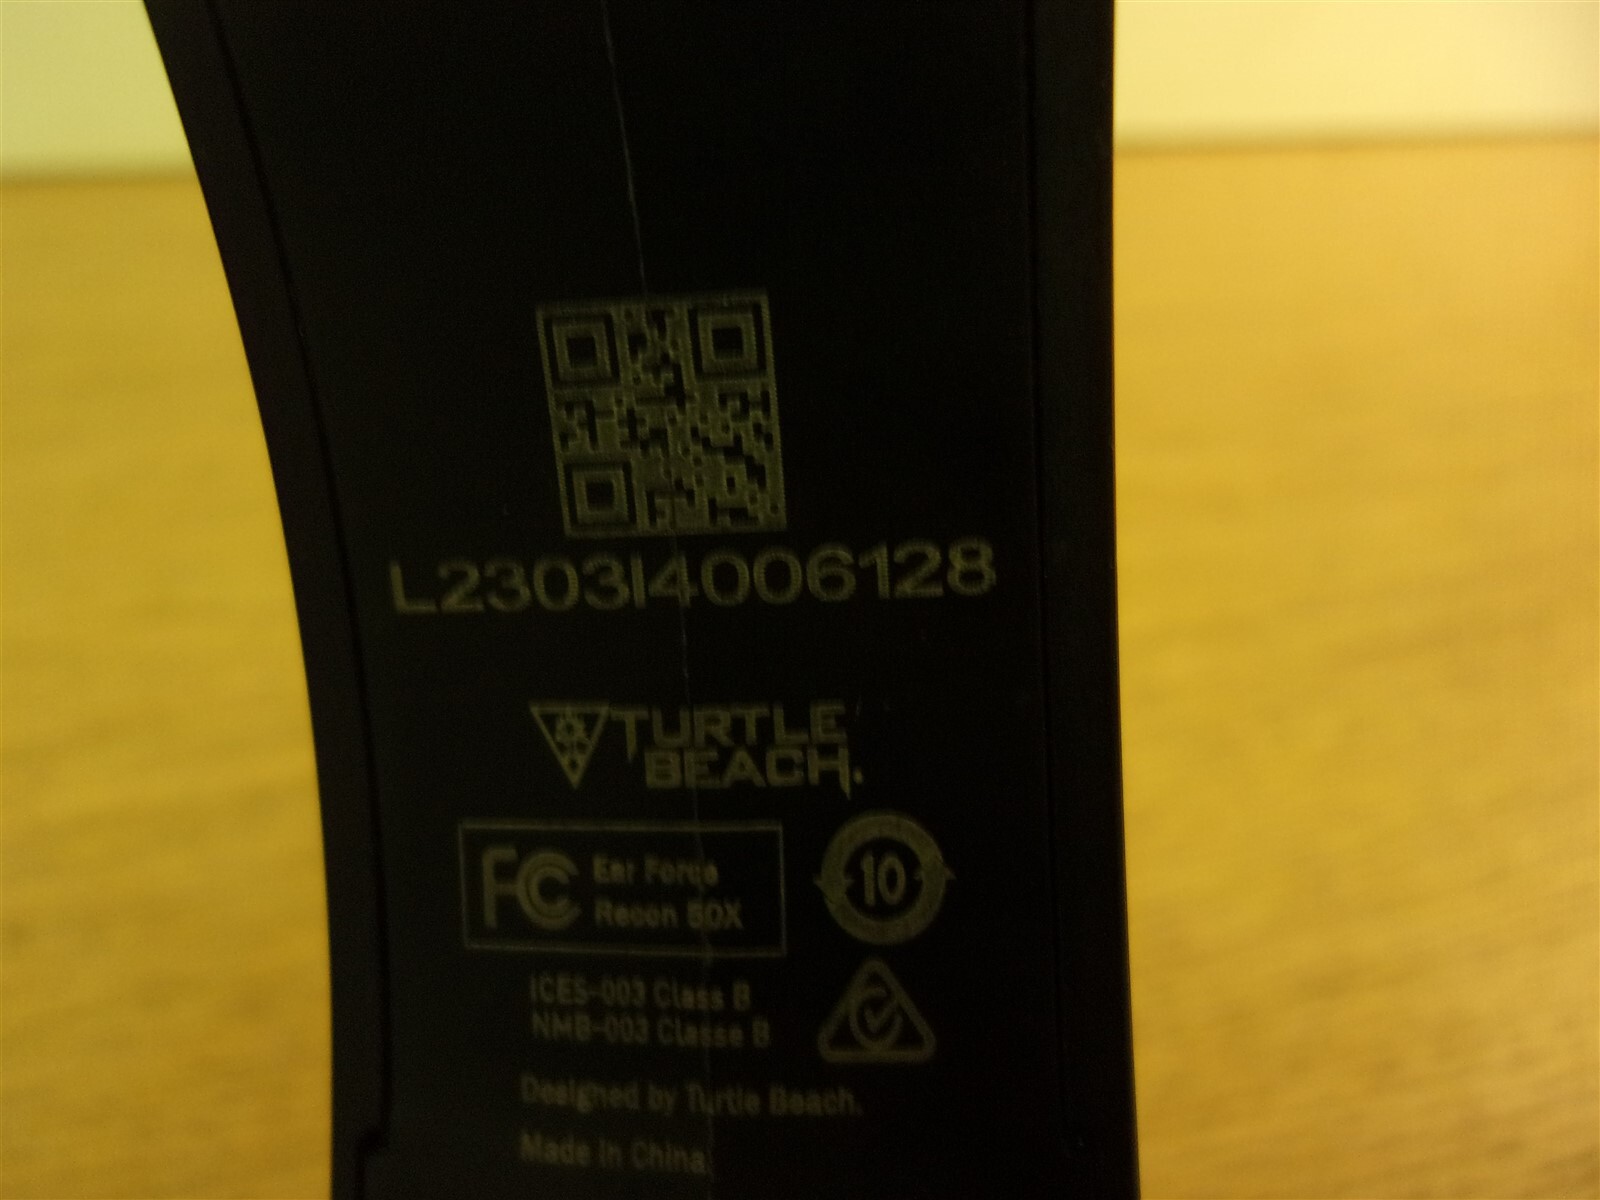 L2303I4006128
TURTLE
BEACH.
FC Ear Force
Recon 50X
10
ICES-003 Class B
NMB-003 Classe B
Designed by Turtle Beach.
Made in China